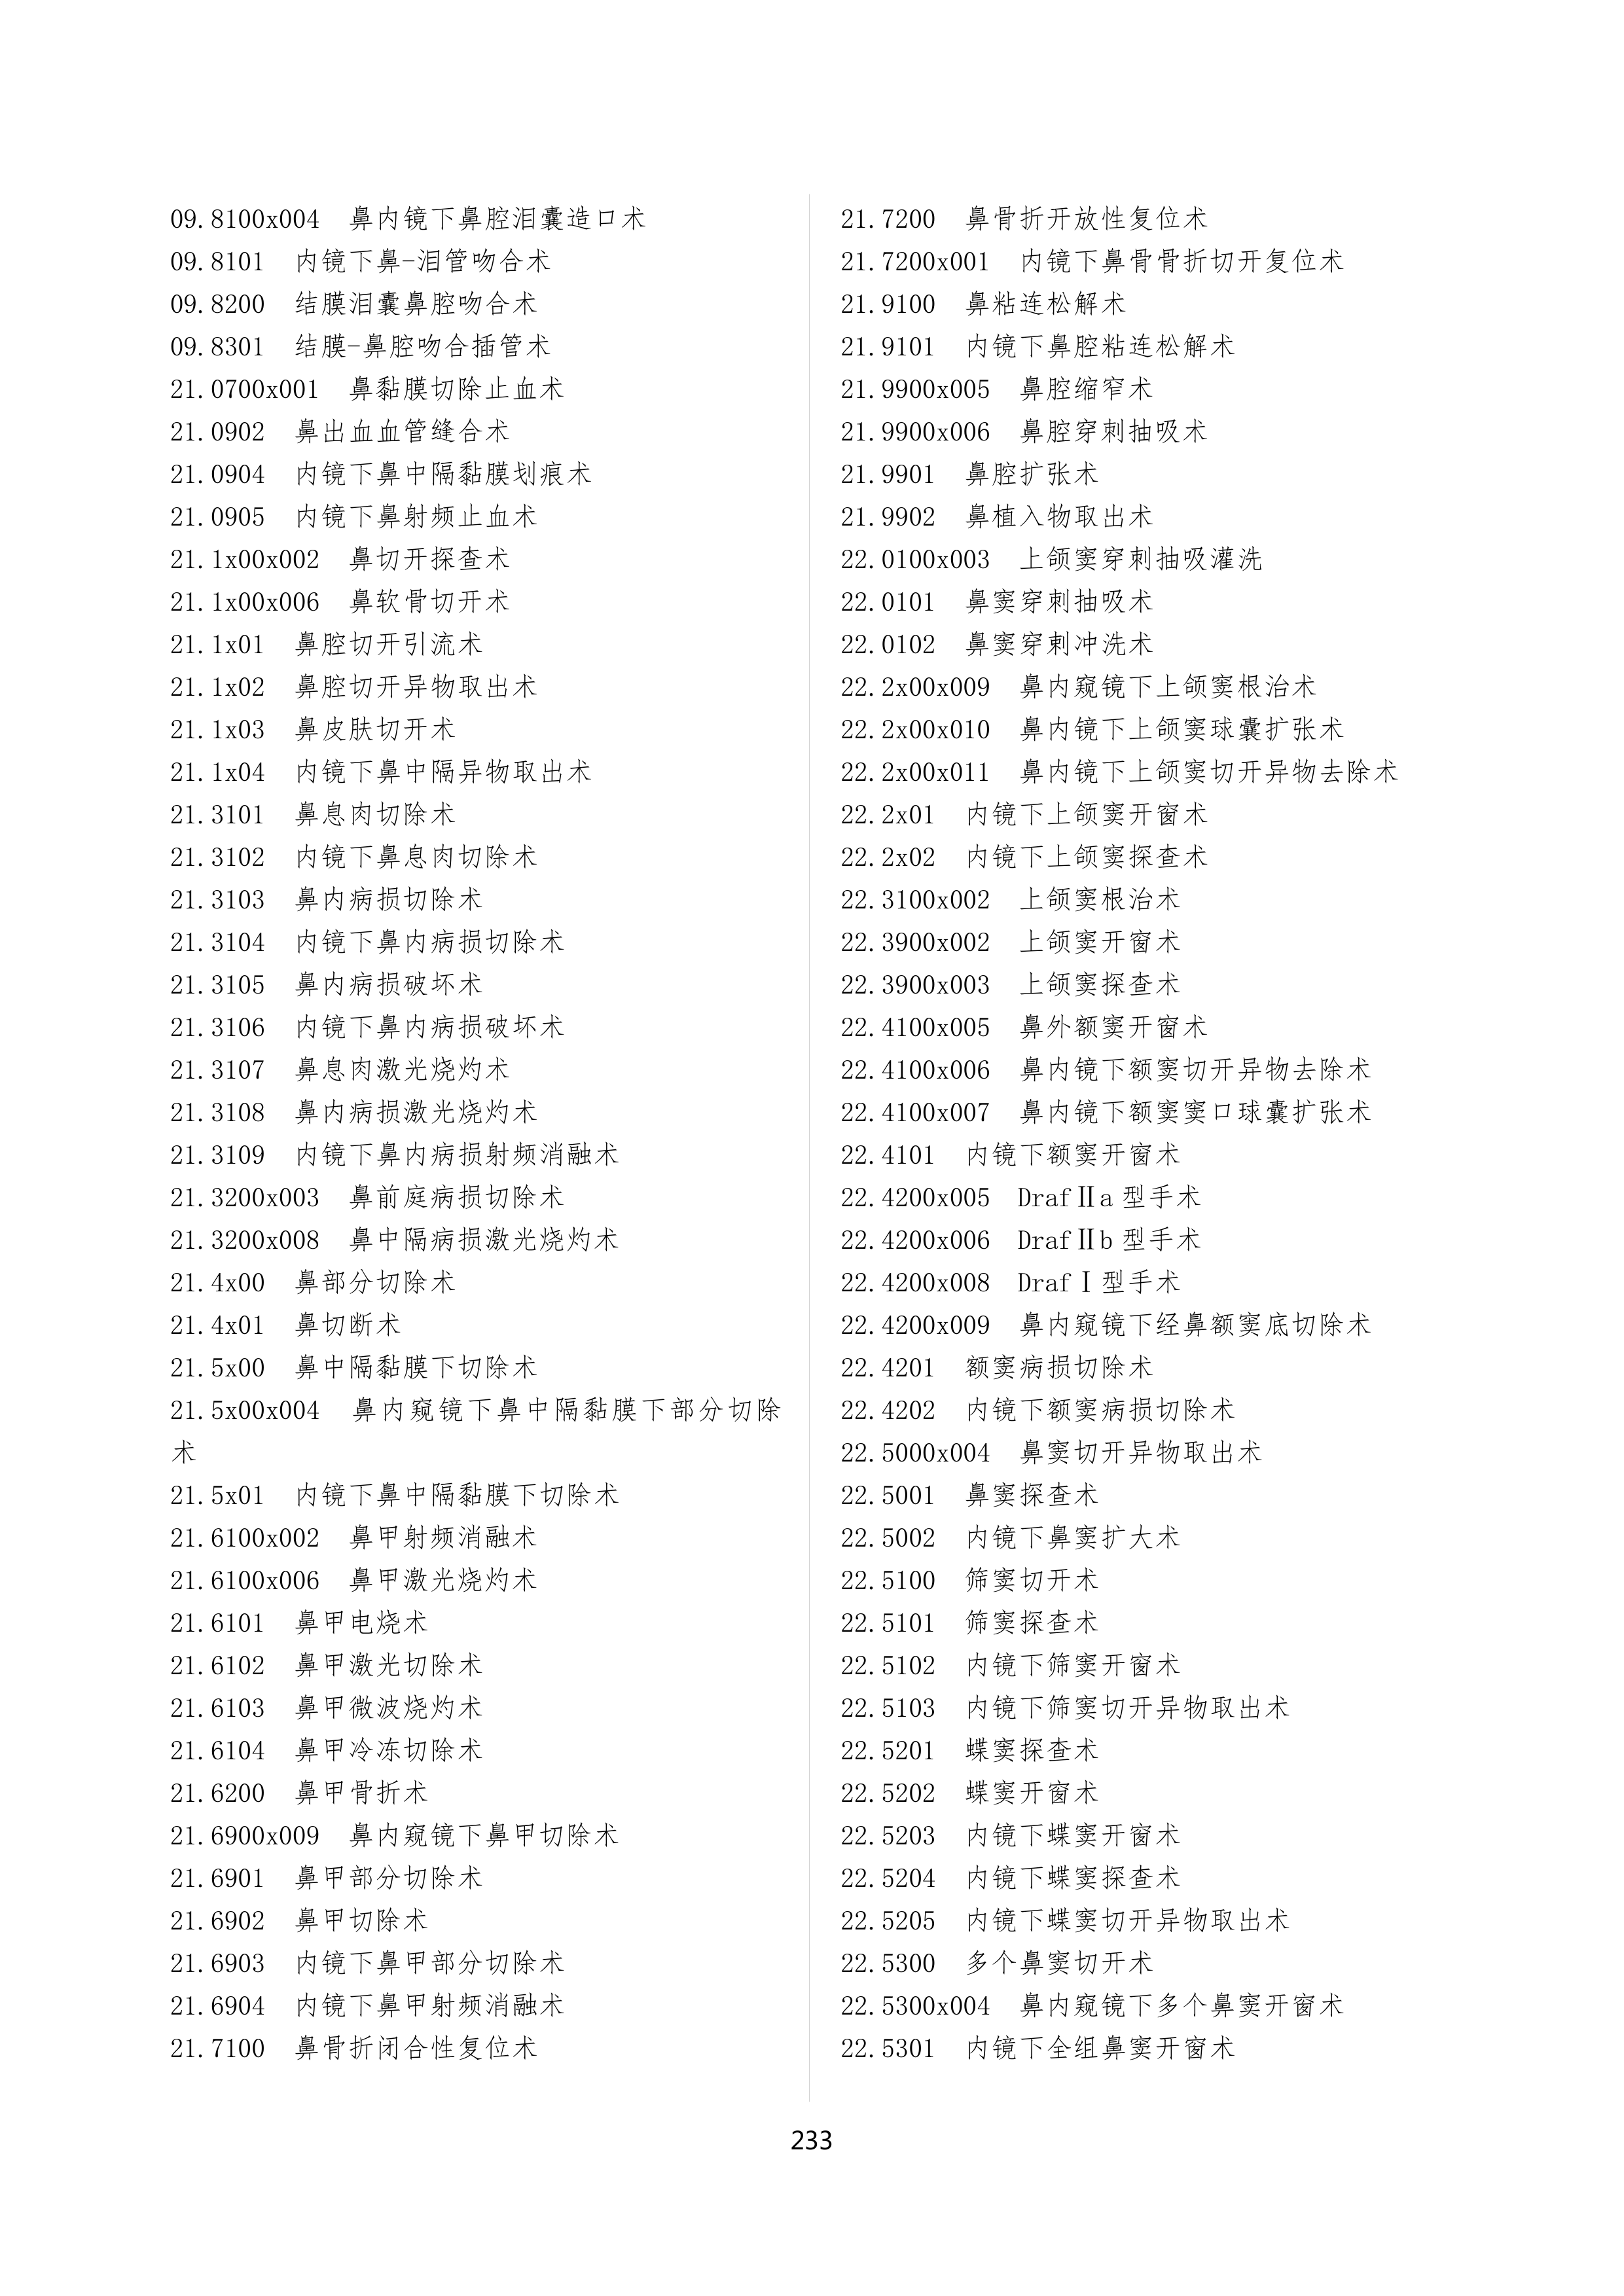 09.8100x004 鼻内镜下鼻腔泪囊造口术
09.8101 内镜下鼻-泪管吻合术
09.8200 结膜泪囊鼻腔吻合术
09.8301 结膜-鼻腔吻合插管术
21.0700x001 鼻黏膜切除止血术
21.0902 鼻出血血管缝合术
21.0904 内镜下鼻中隔黏膜划痕术
21.0905 内镜下鼻射频止血术
21.1x00x002 鼻切开探查术
21.1x00x006 鼻软骨切开术
21.1x01 鼻腔切开引流术
21.1x02 鼻腔切开异物取出术
21.1x03 鼻皮肤切开术
21.1x04 内镜下鼻中隔异物取出术
21.3101 鼻息肉切除术
21.3102 内镜下鼻息肉切除术
21.3103 鼻内病损切除术
21.3104 内镜下鼻内病损切除术
21.3105 鼻内病损破坏术
21.3106 内镜下鼻内病损破坏术
21.3107 鼻息肉激光烧灼术
21.3108 鼻内病损激光烧灼术
21.3109 内镜下鼻内病损射频消融术
21.3200x003 鼻前庭病损切除术
21.3200x008 鼻中隔病损激光烧灼术
21.4x00 鼻部分切除术
21.4x01 鼻切断术
21.5x00 鼻中隔黏膜下切除术
21.5x00x004 鼻内窥镜下鼻中隔黏膜下部分切除
术
21.5x01 内镜下鼻中隔黏膜下切除术
21.6100x002 鼻甲射频消融术
21.6100x006 鼻甲激光烧灼术
21.6101 鼻甲电烧术
21.6102 鼻甲激光切除术
21.6103 鼻甲微波烧灼术
21.6104 鼻甲冷冻切除术
21.6200 鼻甲骨折术
21.6900x009 鼻内窥镜下鼻甲切除术
21.6901 鼻甲部分切除术
21.6902 鼻甲切除术
21.6903 内镜下鼻甲部分切除术
21.6904 内镜下鼻甲射频消融术
21.7100 鼻骨折闭合性复位术
21.7200 鼻骨折开放性复位术
21.7200x001 内镜下鼻骨骨折切开复位术
21.9100 鼻粘连松解术
21.9101 内镜下鼻腔粘连松解术
21.9900x005 鼻腔缩窄术
21.9900x006 鼻腔穿刺抽吸术
21.9901 鼻腔扩张术
21.9902 鼻植入物取出术
22.0100x003 上颌窦穿刺抽吸灌洗
22.0101 鼻窦穿刺抽吸术
22.0102 鼻窦穿刺冲洗术
22.2x00x009 鼻内窥镜下上颌窦根治术
22.2x00x010 鼻内镜下上颌窦球囊扩张术
22.2x00x011 鼻内镜下上颌窦切开异物去除术
22.2x01 内镜下上颌窦开窗术
22.2x02 内镜下上颌窦探查术
22.3100x002 上颌窦根治术
22.3900x002 上颌窦开窗术
22.3900x003 上颌窦探查术
22.4100x005 鼻外额窦开窗术
22.4100x006 鼻内镜下额窦切开异物去除术
22.4100x007 鼻内镜下额窦窦口球囊扩张术
22.4101 内镜下额窦开窗术
22.4200x005 DrafⅡa型手术
22.4200x006 DrafⅡb型手术
22.4200x008 DrafⅠ型手术
22.4200x009 鼻内窥镜下经鼻额窦底切除术
22.4201 额窦病损切除术
22.4202 内镜下额窦病损切除术
22.5000x004 鼻窦切开异物取出术
22.5001 鼻窦探查术
22.5002 内镜下鼻窦扩大术
22.5100 筛窦切开术
22.5101 筛窦探查术
22.5102 内镜下筛窦开窗术
22.5103 内镜下筛窦切开异物取出术
22.5201 蝶窦探查术
22.5202 蝶窦开窗术
22.5203 内镜下蝶窦开窗术
22.5204 内镜下蝶窦探查术
22.5205 内镜下蝶窦切开异物取出术
22.5300 多个鼻窦切开术
22.5300x004 鼻内窥镜下多个鼻窦开窗术
22.5301 内镜下全组鼻窦开窗术
233